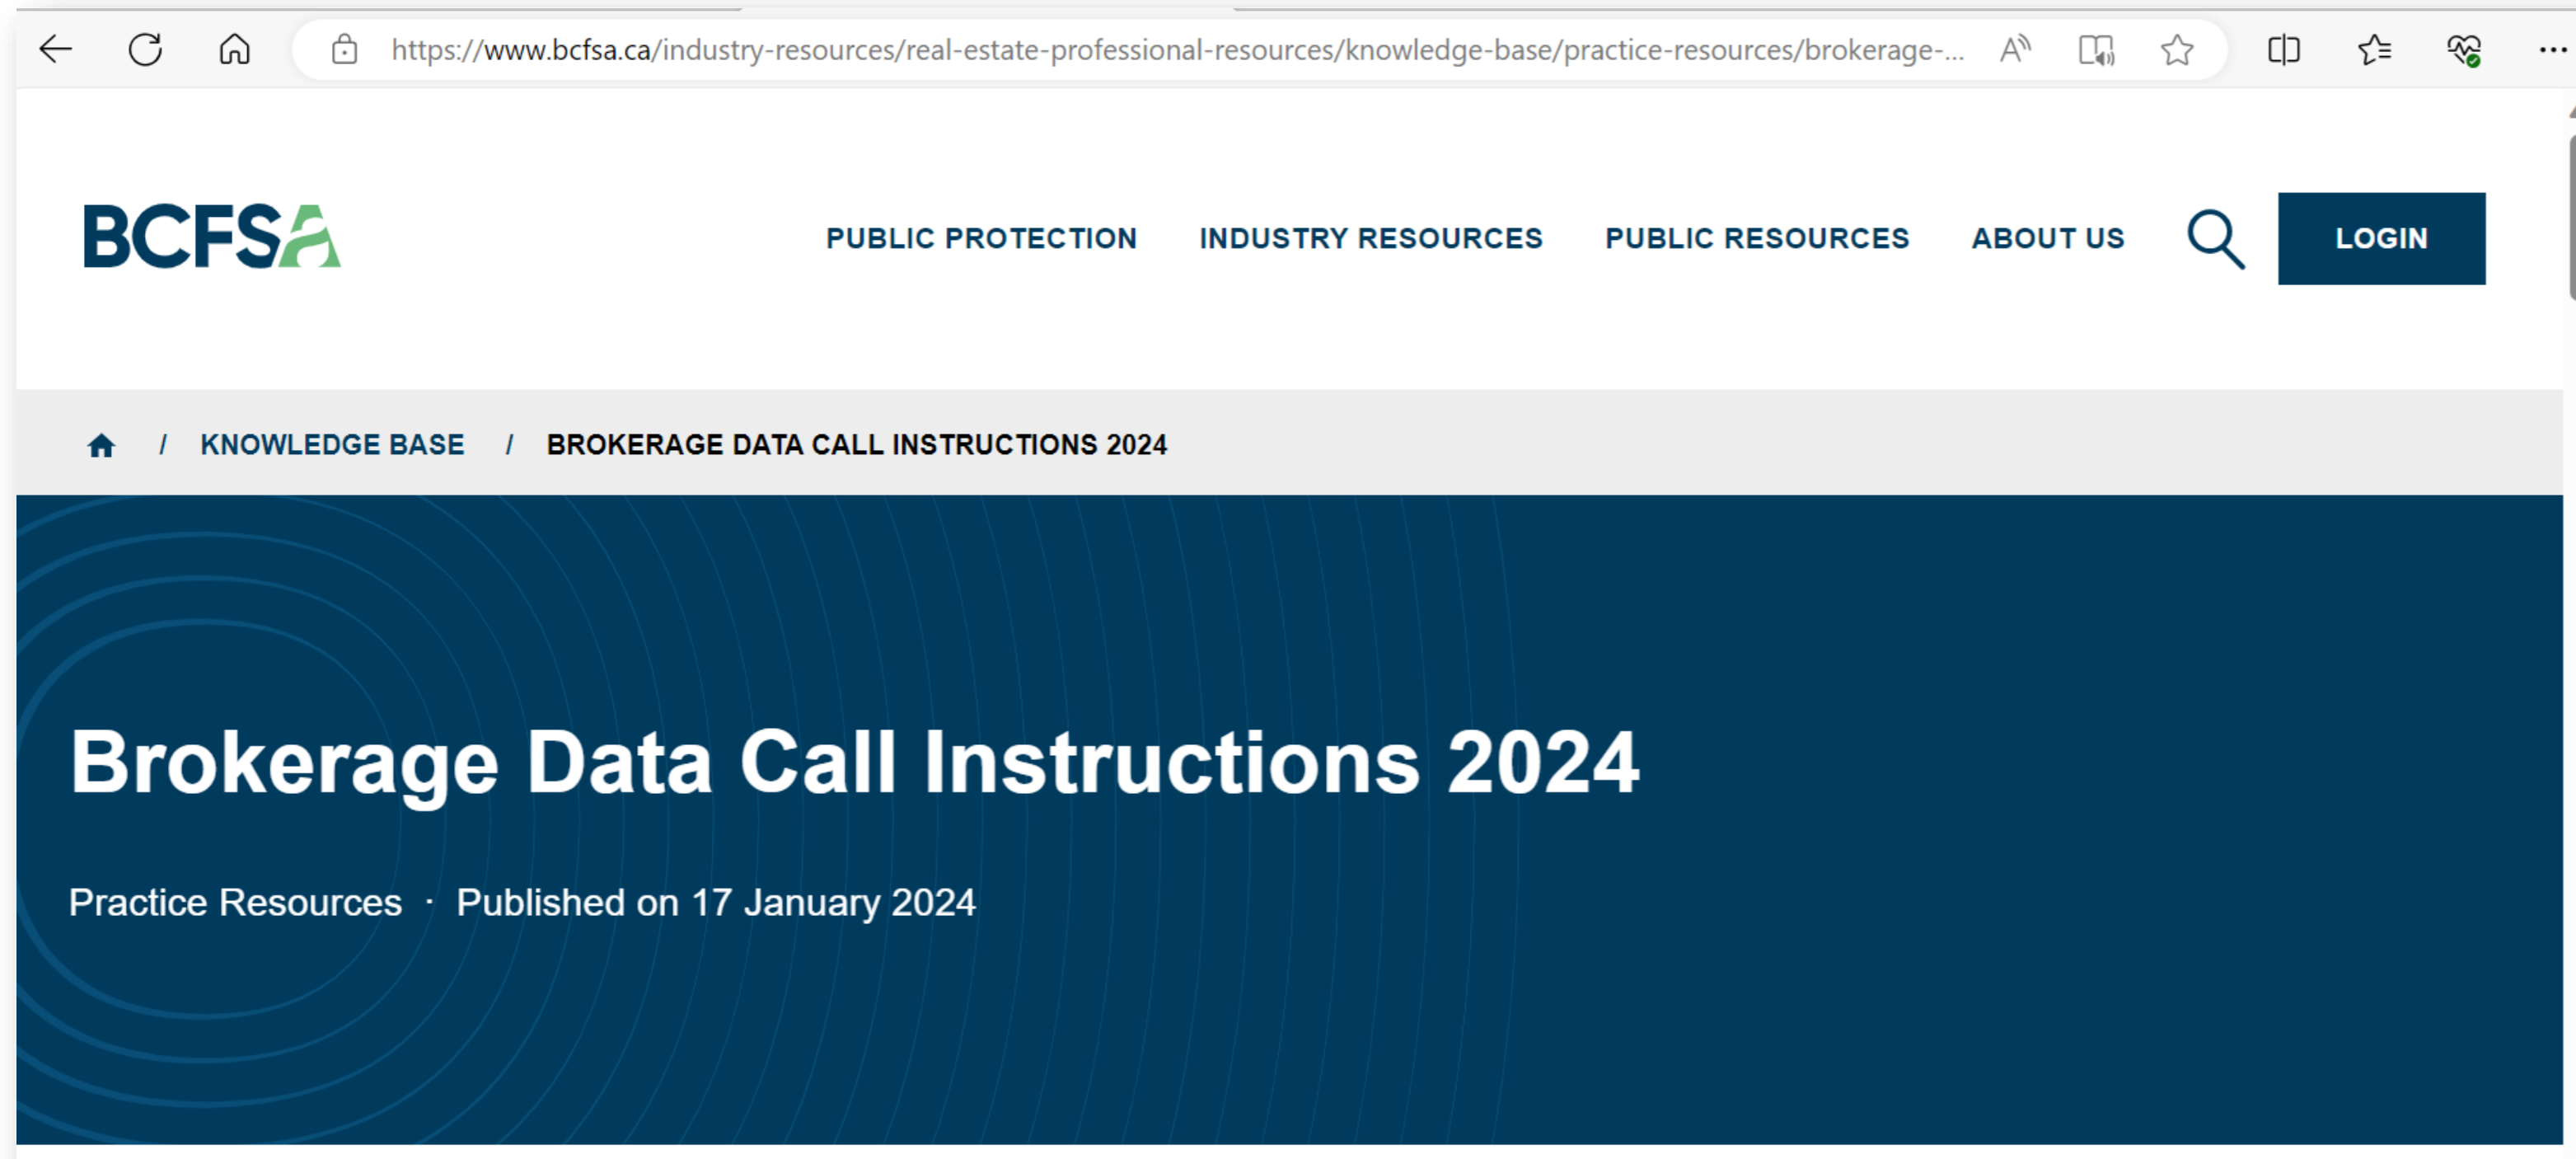 https://www.bcfsa.ca/industry-resources/real-estate-professional-resources/knowledge-base/practice-resources/brokerage-...
BCFSA
PUBLIC PROTECTION INDUSTRY RESOURCES PUBLIC RESOURCES ABOUT US LOGIN
/ KNOWLEDGE BASE / BROKERAGE DATA CALL INSTRUCTIONS 2024
Brokerage Data Call Instructions 2024
Practice Resources · Published on 17 January 2024